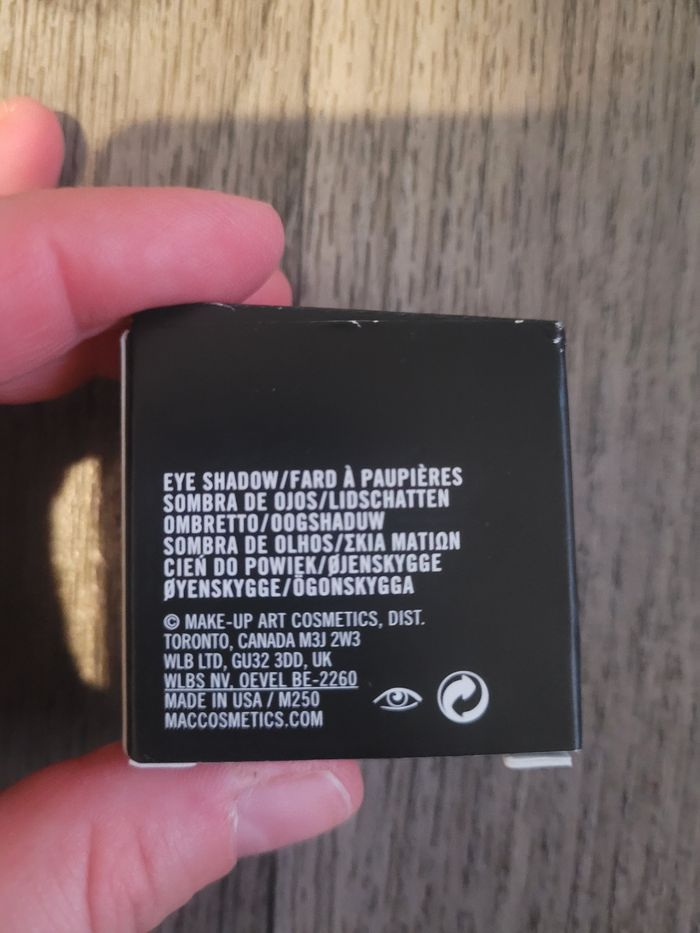 EYE SHADOW/FARD À PAUPIÈRES
SOMBRA DE OJOS/LIDSCHATTEN
OMBRETTO/OOGSHADUW
SOMBRA DE OLHOS/ΣΚΙΑ ΜΑΤΙΩΝ
CIEŃ DO POWIEK/ØJENSKYGGE
ØYENSKYGGE/ÖGONSKYGGA
© MAKE-UP ART COSMETICS, DIST.
TORONTO, CANADA M3J 2W3
WLB LTD, GU32 3DD, UK
WLBS NV, OEVEL BE-2260
MADE IN USA / M250
MACCOSMETICS.COM